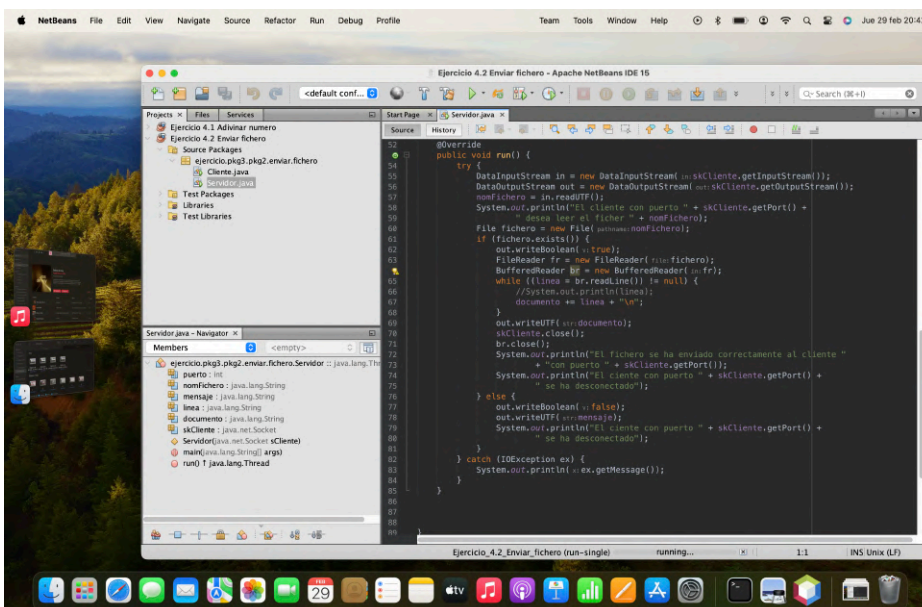 NetBeans File Edit View Navigate Source Refactor Run Debug Profile Team Tools Window Help Jue 29 feb 20:4
Ejercicio 4.2 Enviar fichero - Apache NetBeans IDE 15
<default conf... Search (⌘+I)
Projects × Files Services
Ejercicio 4.1 Adivinar numero
Ejercicio 4.2 Enviar fichero
Source Packages
ejercicio.pkg3.pkg2.enviar.fichero
Cliente.java
Servidor.java
Test Packages
Libraries
Test Libraries
Servidor.java - Navigator ×
Members <empty>
ejercicio.pkg3.pkg2.enviar.fichero.Servidor :: java.lang.Thr
puerto : int
nomFichero : java.lang.String
mensaje : java.lang.String
linea : java.lang.String
documento : java.lang.String
skCliente : java.net.Socket
Servidor(java.net.Socket sCliente)
main(java.lang.String[] args)
run() ↑ java.lang.Thread
Start Page × Servidor.java ×
Source History
52 @Override
public void run() {
54 try {
55 DataInputStream in = new DataInputStream( in: skCliente.getInputStream());
56 DataOutputStream out = new DataOutputStream( out: skCliente.getOutputStream());
57 nomFichero = in.readUTF();
58 System.out.println("El cliente con puerto " + skCliente.getPort() +
59 " desea leer el ficher " + nomFichero);
60 File fichero = new File( pathname: nomFichero);
61 if (fichero.exists()) {
62 out.writeBoolean( v: true);
63 FileReader fr = new FileReader( file: fichero);
BufferedReader br = new BufferedReader( in: fr);
65 while ((linea = br.readLine()) != null) {
66 //System.out.println(linea);
67 documento += linea + "\n";
68 }
69 out.writeUTF( str: documento);
70 skCliente.close();
71 br.close();
72 System.out.println("El fichero se ha enviado correctamente al cliente "
73 + "con puerto " + skCliente.getPort());
74 System.out.println("El ciente con puerto " + skCliente.getPort() +
75 " se ha desconectado");
76 } else {
77 out.writeBoolean( v: false);
78 out.writeUTF( str: mensaje);
79 System.out.println("El ciente con puerto " + skCliente.getPort() +
80 " se ha desconectado");
81 }
82 } catch (IOException ex) {
83 System.out.println( x: ex.getMessage());
84 }
85 }
86
87
88
89 }
Ejercicio_4.2_Enviar_fichero (run-single) running... 1:1 INS Unix (LF)
FEB
29
tv